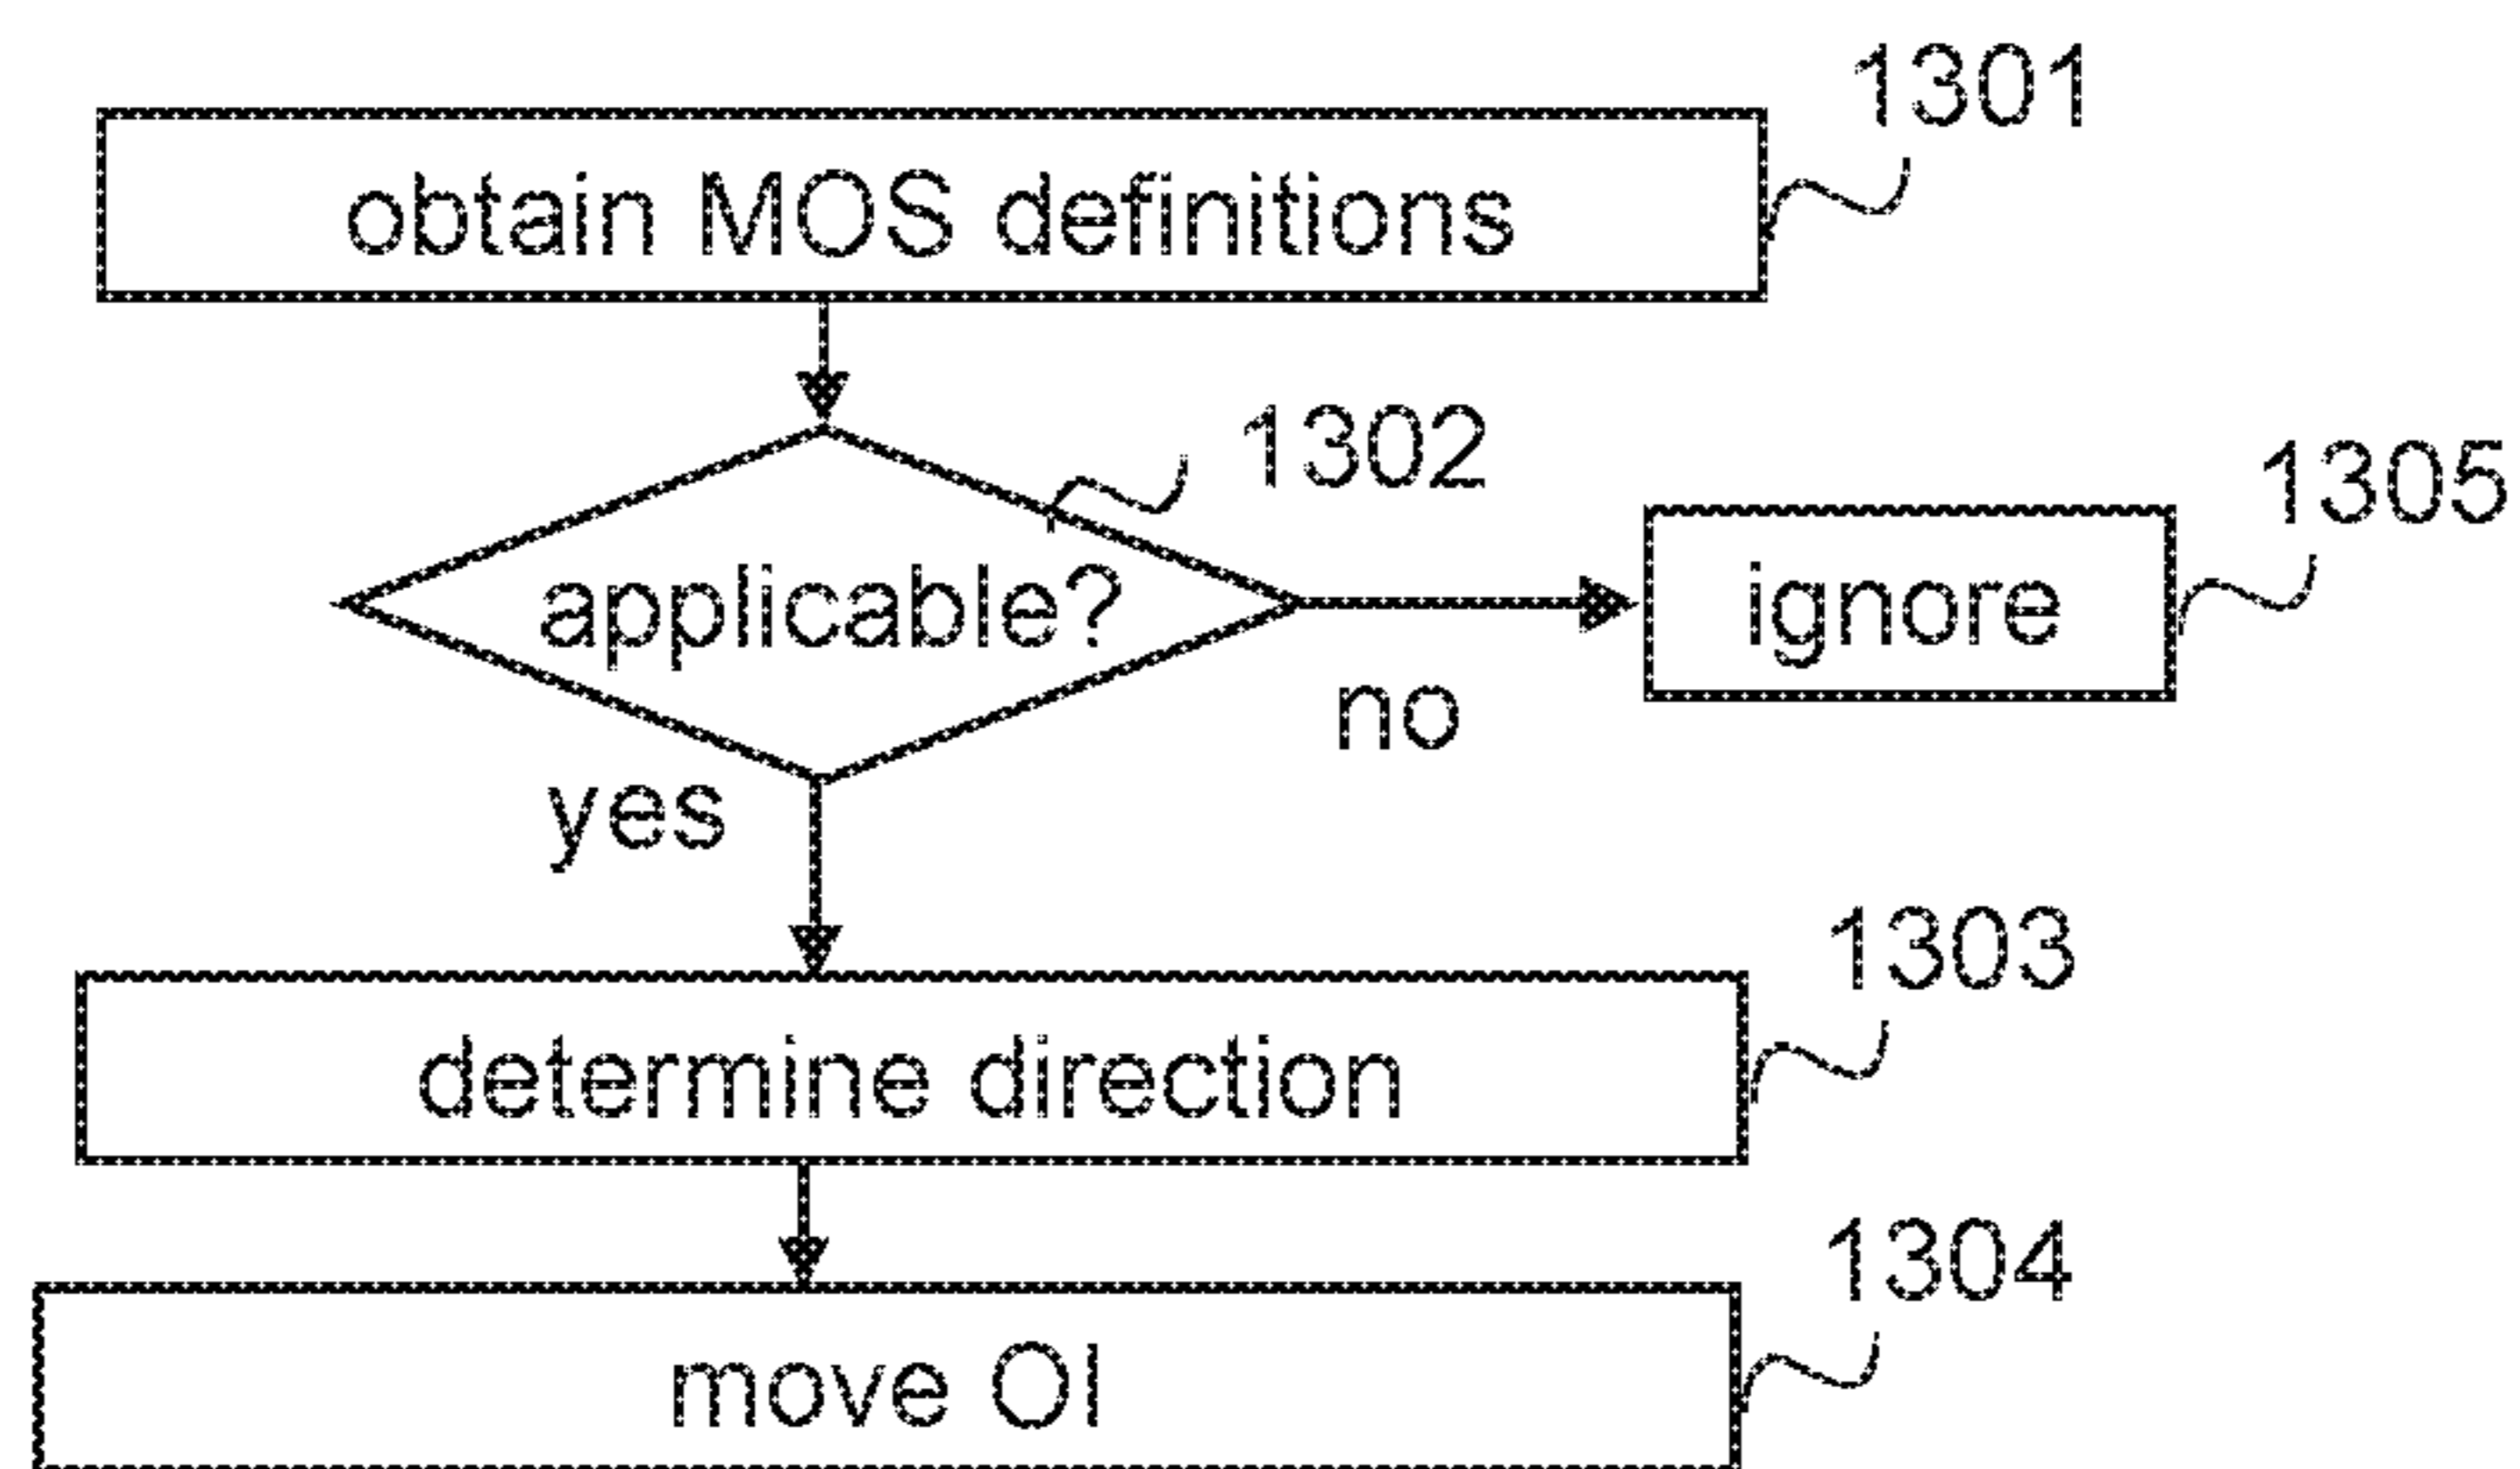 1301
obtain MOS definitions
1302
1305
applicable?
ignore
no
yes
1303
determine direction
1304
move OI